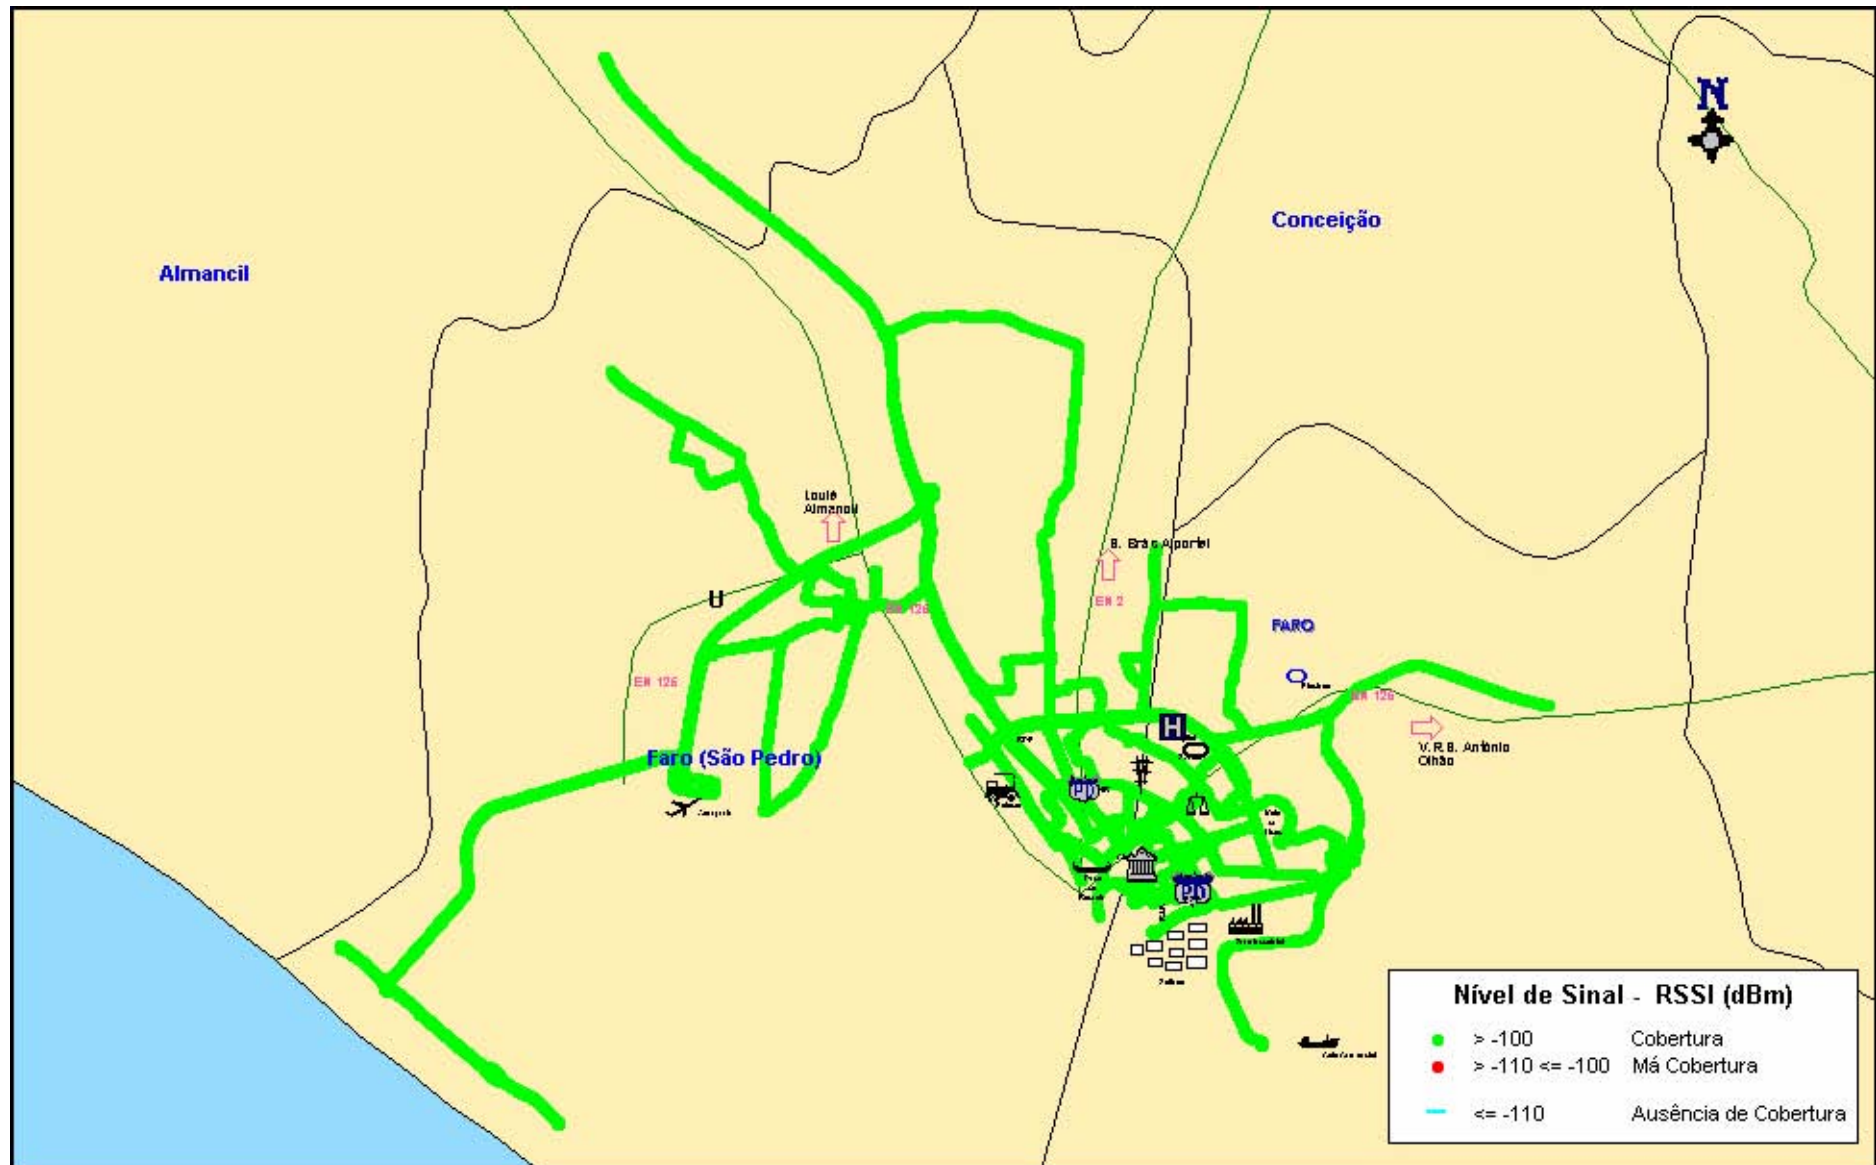 N
Conceição
Almancil
Loulé
Almancil
S. Brás Alportel
U
EN 125
EN 2
FARO
EN 125
EN 125
V.R.S. António
Olhão
Faro (São Pedro)
H
Nível de Sinal - RSSI (dBm)
> -100 Cobertura
> -110 <= -100 Má Cobertura
<= -110 Ausência de Cobertura